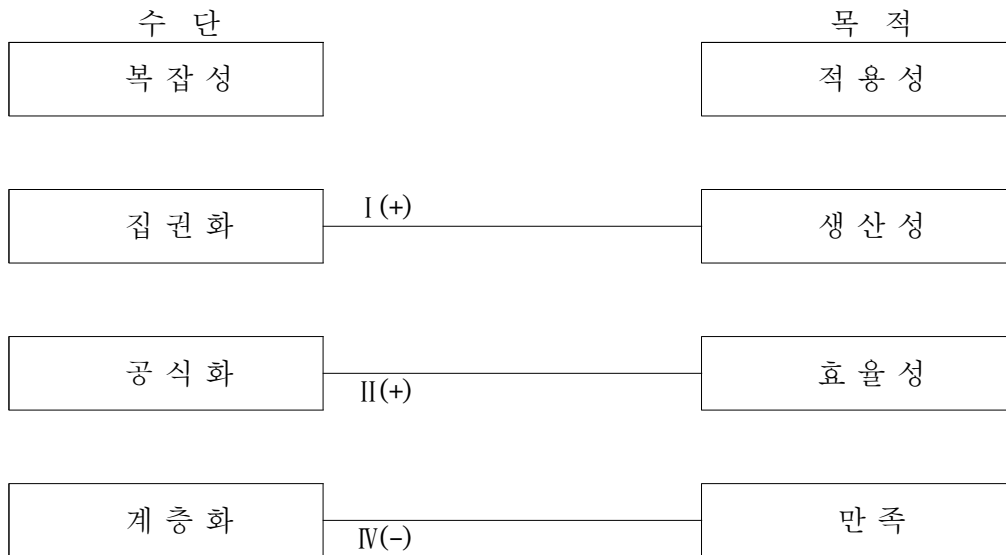 수 단 목 적
복 잡 성 적 용 성
집 권 화 Ⅰ(+) 생 산 성
공 식 화 Ⅱ(+) 효 율 성
계 층 화 Ⅳ(-) 만 족